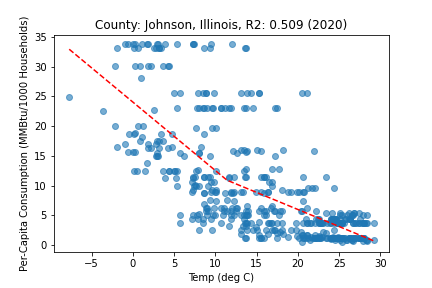 County: Johnson, Illinois, R2: 0.509 (2020)
Per-Capita Consumption (MMBtu/1000 Households)
35
30
25
20
15
10
5
0
−5 0 5 10 15 20 25 30
Temp (deg C)